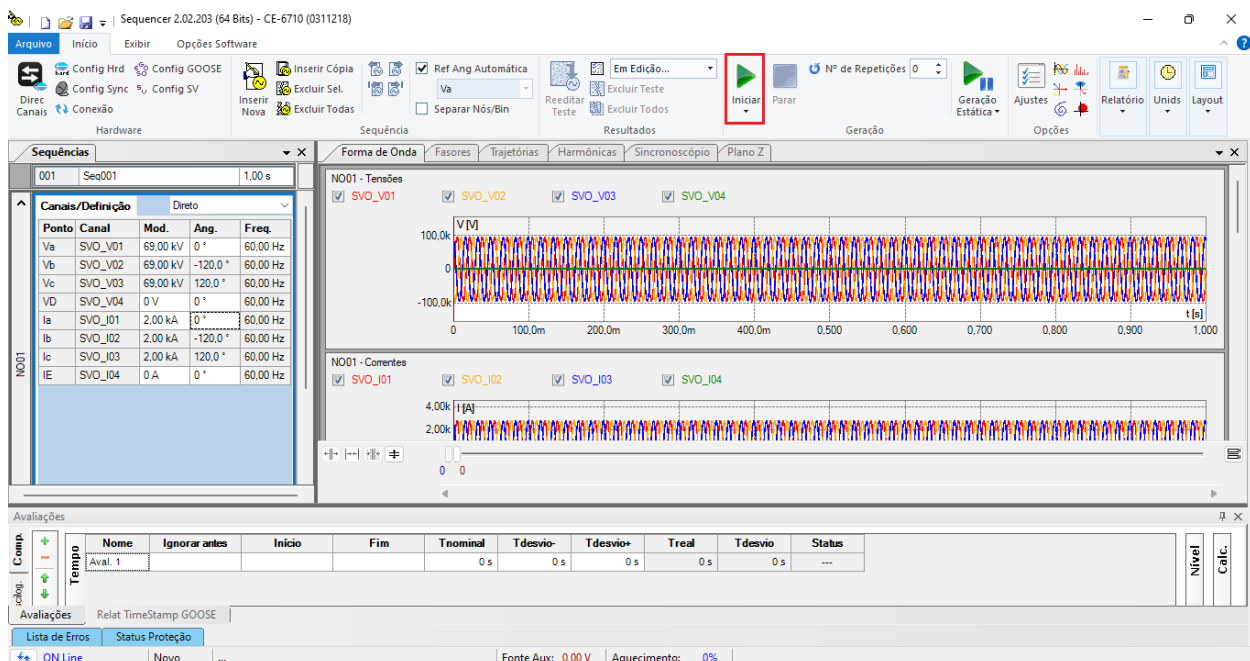 Sequencer 2.02.203 (64 Bits) - CE-6710 (0311218)
Arquivo Início Exibir Opções Software
Direc Canais
Config Hrd Config GOOSE
Config Sync Config SV
Conexão
Hardware
Inserir Nova
Inserir Cópia
Excluir Sel.
Excluir Todas
Ref Ang Automática
Va
Separar Nós/Bin
Sequência
Reeditar Teste
Em Edição...
Excluir Teste
Excluir Todos
Resultados
Iniciar Parar
Nº de Repetições 0
Geração Estática
Geração
Ajustes
Opções
Relatório Unids Layout
Sequências
001 Seq001 1,00 s
Canais/Definição Direto
Ponto Canal Mod. Ang. Freq.
Va SVO_V01 69,00 kV 0 ° 60,00 Hz
Vb SVO_V02 69,00 kV -120,0 ° 60,00 Hz
Vc SVO_V03 69,00 kV 120,0 ° 60,00 Hz
VD SVO_V04 0 V 0 ° 60,00 Hz
Ia SVO_I01 2,00 kA 0 ° 60,00 Hz
Ib SVO_I02 2,00 kA -120,0 ° 60,00 Hz
Ic SVO_I03 2,00 kA 120,0 ° 60,00 Hz
IE SVO_I04 0 A 0 ° 60,00 Hz
NO01
Forma de Onda Fasores Trajetórias Harmônicas Sincronoscópio Plano Z
NO01 - Tensões
SVO_V01 SVO_V02 SVO_V03 SVO_V04
V [V]
100,0k
0
-100,0k
t [s]
0 100,0m 200,0m 300,0m 400,0m 0,500 0,600 0,700 0,800 0,900 1,000
NO01 - Correntes
SVO_I01 SVO_I02 SVO_I03 SVO_I04
4,00k I [A]
2,00k
0 0
Avaliações
Comp.
Tempo
Nome Ignorar antes Início Fim Tnominal Tdesvio- Tdesvio+ Treal Tdesvio Status
Aval. 1 0 s 0 s 0 s 0 s 0 s ---
Nível
Calc.
Avaliações Relat TimeStamp GOOSE
Lista de Erros Status Proteção
ON Line Novo ... Fonte Aux: 0,00 V Aquecimento: 0%